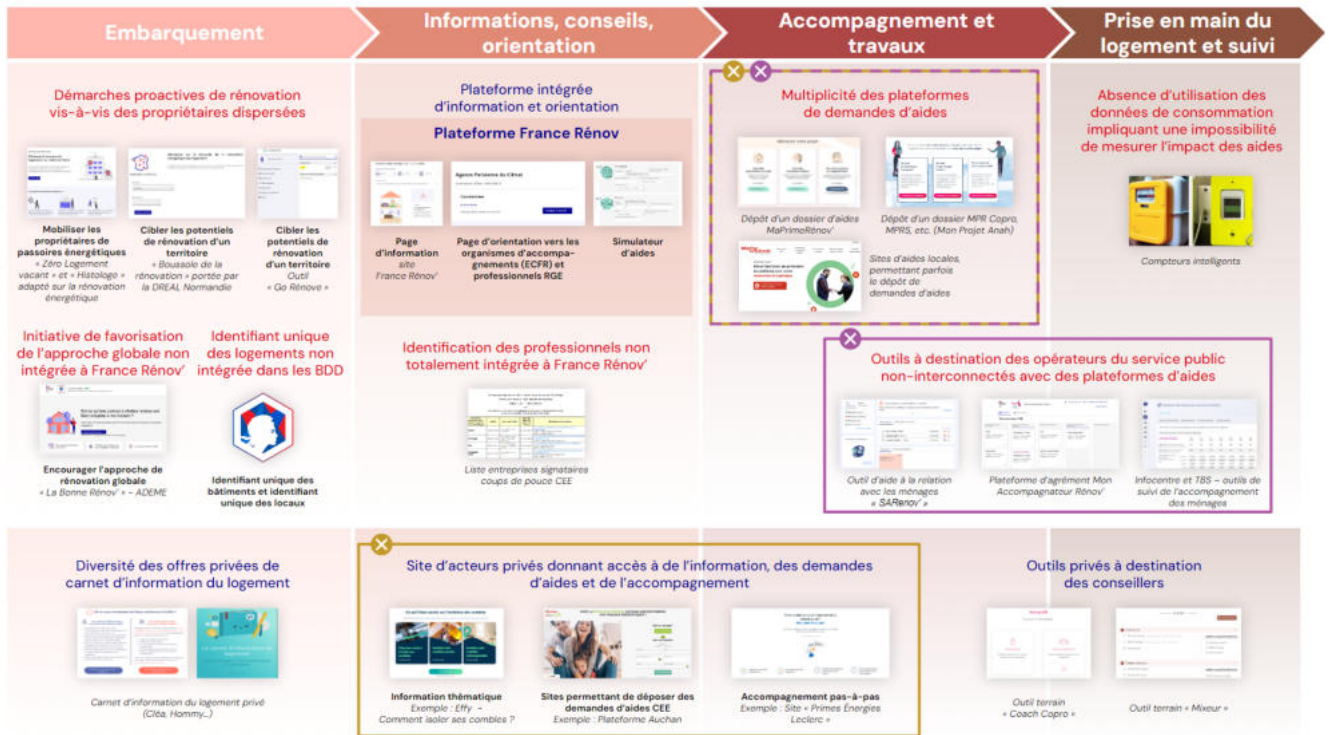 Embarquement
Informations, conseils,
orientation
Accompagnement et
travaux
Prise en main du
logement et suivi
Démarches proactives de rénovation
vis-à-vis des propriétaires dispersées
Mobiliser les
propriétaires de
passoires énergétiques
« Zéro Logement
vacant » et « Histologe »
adapté sur la rénovation
énergétique
Cibler les potentiels
de rénovation d'un
territoire
« Boussole de la
rénovation » portée par
la DREAL Normandie
Cibler les
potentiels de
rénovation d'un
territoire
Outil
« Go Rénove »
Plateforme intégrée
d'information et orientation
Plateforme France Rénov
Agence Parisienne du Climat
Page
d'information
site
France Rénov'
Page d'orientation vers les
organismes d'accompa-
gnements (ECFR) et
professionnels RGE
Simulateur
d'aides
Multiplicité des plateformes
de demandes d'aides
Dépôt d'un dossier d'aides
MaPrimeRénov'
Dépôt d'un dossier MPR Copro,
MPRS, etc. (Mon Projet Anah)
Sites d'aides locales,
permettant parfois
le dépôt de
demandes d'aides
Absence d'utilisation des
données de consommation
impliquant une impossibilité
de mesurer l'impact des aides
Compteurs intelligents
Initiative de favorisation
de l'approche globale non
intégrée à France Rénov'
Encourager l'approche de
rénovation globale
« La Bonne Rénov' » – ADEME
Identifiant unique
des logements non
intégrée dans les BDD
Identifiant unique des
bâtiments et identifiant
unique des locaux
Identification des professionnels non
totalement intégrée à France Rénov'
Liste entreprises signataires
coups de pouce CEE
Outils à destination des opérateurs du service public
non-interconnectés avec des plateformes d'aides
Outil d'aide à la relation
avec les ménages
« SARenov' »
Plateforme d'agrément Mon
Accompagnateur Rénov'
Infocentre et TBS – outils de
suivi de l'accompagnement
des ménages
Diversité des offres privées de
carnet d'information du logement
Carnet d'information du logement privé
(Cléa, Hommy...)
Site d'acteurs privés donnant accès à de l'information, des demandes
d'aides et de l'accompagnement
Information thématique
Exemple : Effy –
Comment isoler ses combles ?
Sites permettant de déposer des
demandes d'aides CEE
Exemple : Plateforme Auchan
Accompagnement pas-à-pas
Exemple : Site « Primes Énergies
Leclerc »
Outils privés à destination
des conseillers
Outil terrain
« Coach Copro »
Outil terrain « Mixeur »